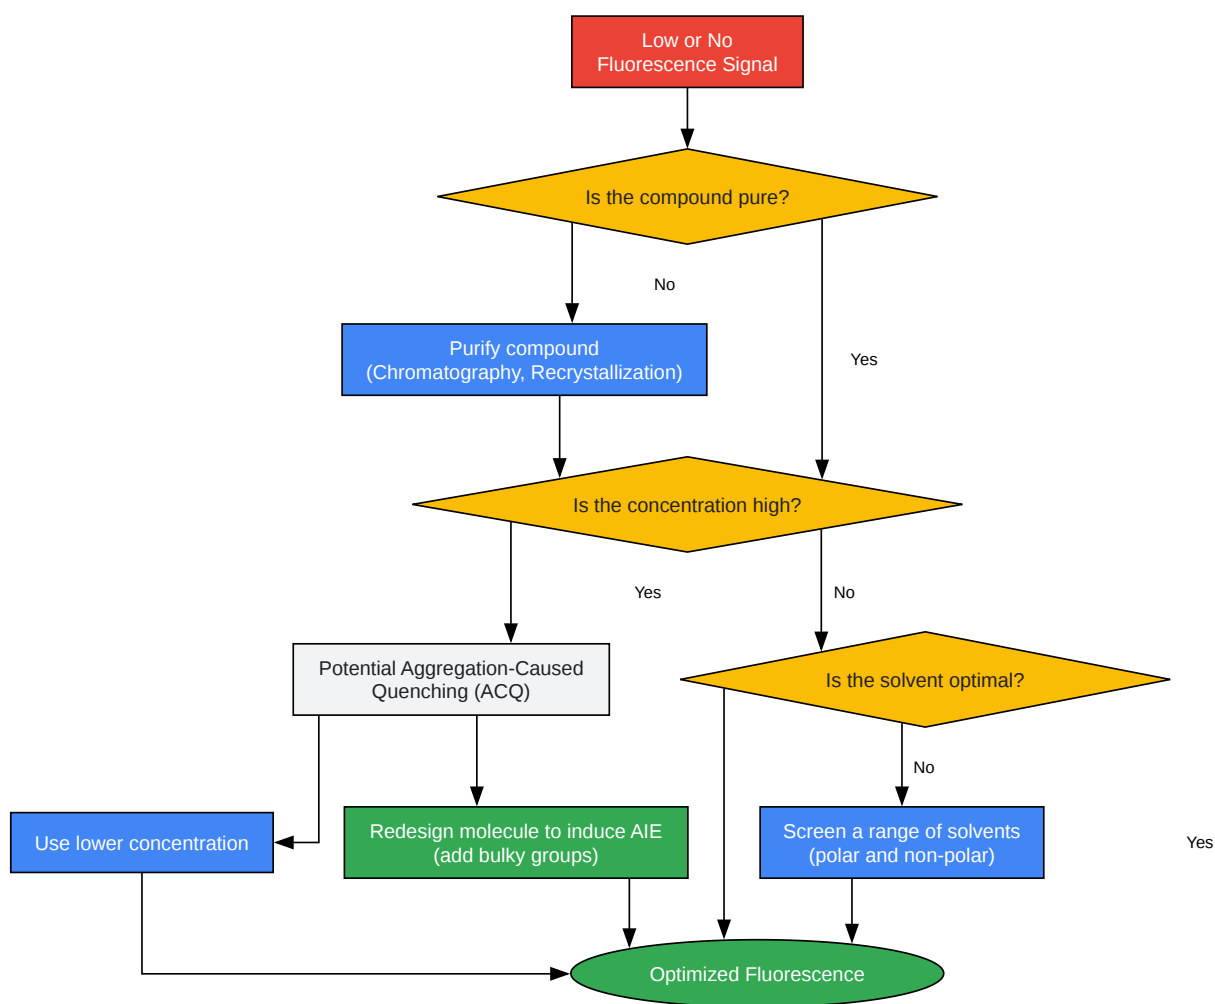 Low or No
Fluorescence Signal
Is the compound pure?
No
Purify compound
(Chromatography, Recrystallization)
Yes
Is the concentration high?
Yes
No
Potential Aggregation-Caused
Quenching (ACQ)
Is the solvent optimal?
No
Use lower concentration
Redesign molecule to induce AIE
(add bulky groups)
Screen a range of solvents
(polar and non-polar)
Yes
Optimized Fluorescence